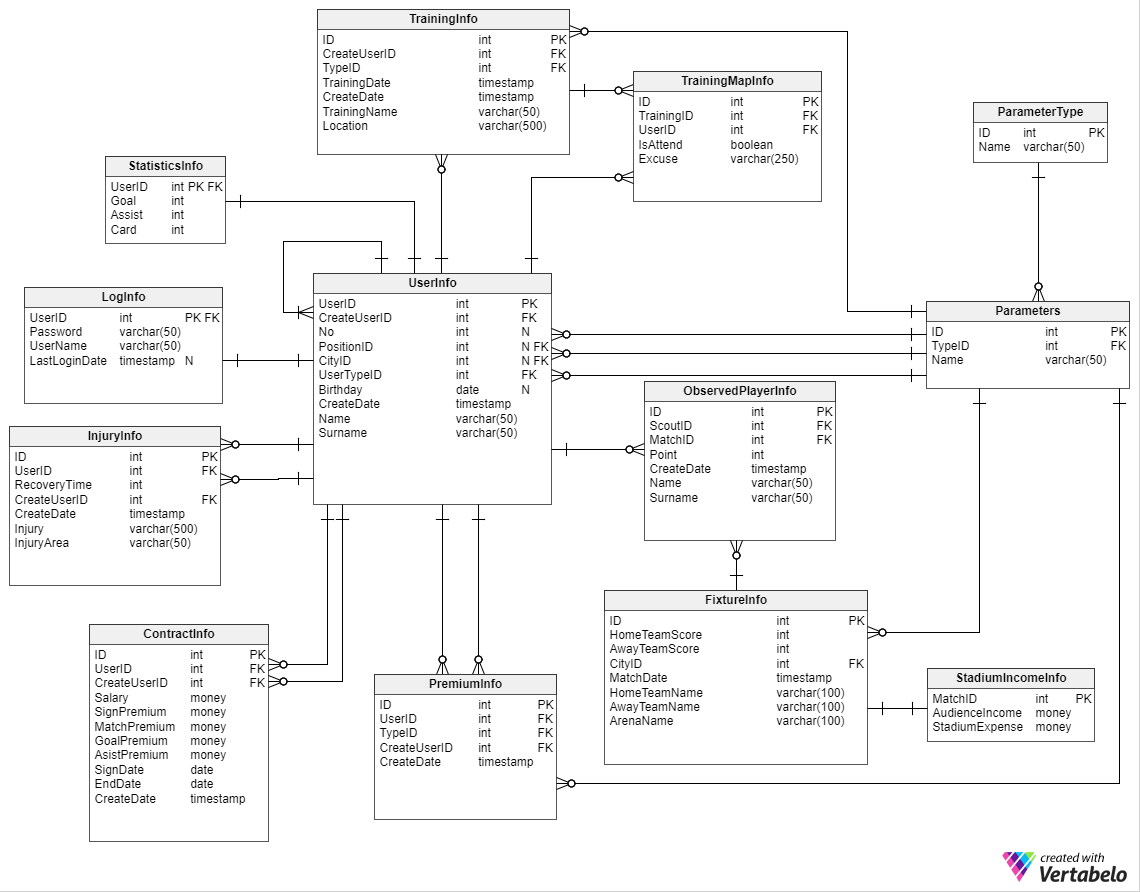 TrainingInfo
ID int PK
CreateUserID int FK
TypeID int FK
TrainingDate timestamp
CreateDate timestamp
TrainingName varchar(50)
Location varchar(500)
TrainingMapInfo
ID int PK
TrainingID int FK
UserID int FK
IsAttend boolean
Excuse varchar(250)
ParameterType
ID int PK
Name varchar(50)
StatisticsInfo
UserID int PK FK
Goal int
Assist int
Card int
LogInfo
UserID int PK FK
Password varchar(50)
UserName varchar(50)
LastLoginDate timestamp N
UserInfo
UserID int PK
CreateUserID int FK
No int N
PositionID int N FK
CityID int N FK
UserTypeID int FK
Birthday date N
CreateDate timestamp
Name varchar(50)
Surname varchar(50)
Parameters
ID int PK
TypeID int FK
Name varchar(50)
ObservedPlayerInfo
ID int PK
ScoutID int FK
MatchID int FK
Point int
CreateDate timestamp
Name varchar(50)
Surname varchar(50)
InjuryInfo
ID int PK
UserID int FK
RecoveryTime int
CreateUserID int FK
CreateDate timestamp
Injury varchar(500)
InjuryArea varchar(50)
FixtureInfo
ID int PK
HomeTeamScore int
AwayTeamScore int
CityID int FK
MatchDate timestamp
HomeTeamName varchar(100)
AwayTeamName varchar(100)
ArenaName varchar(100)
ContractInfo
ID int PK
UserID int FK
CreateUserID int FK
Salary money
SignPremium money
MatchPremium money
GoalPremium money
AsistPremium money
SignDate date
EndDate date
CreateDate timestamp
PremiumInfo
ID int PK
UserID int FK
TypeID int FK
CreateUserID int FK
CreateDate timestamp
StadiumIncomeInfo
MatchID int PK
AudienceIncome money
StadiumExpense money
created with
Vertabelo